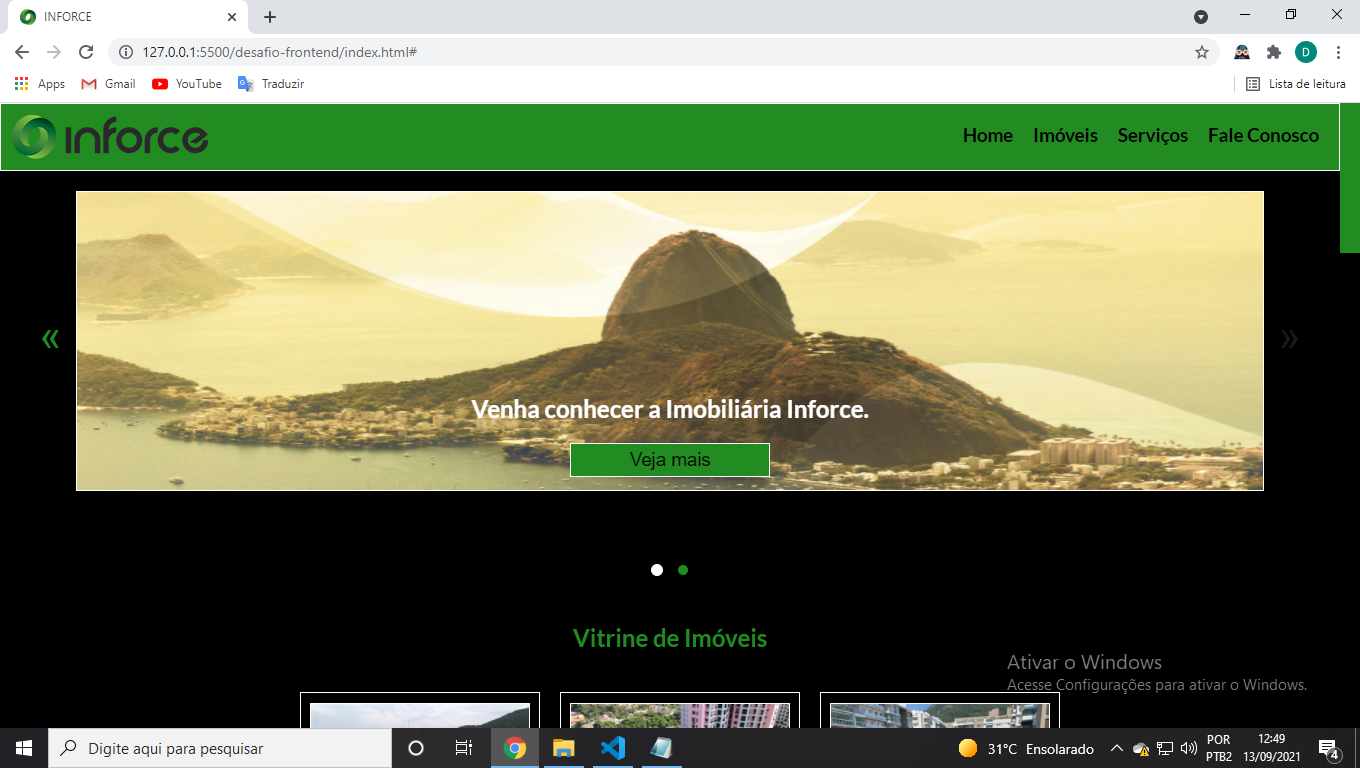 INFORCE
127.0.0.1:5500/desafio-frontend/index.html#
D
Apps Gmail YouTube Traduzir Lista de leitura
inforce Home Imóveis Serviços Fale Conosco
« »
Venha conhecer a Imobiliária Inforce.
Veja mais
Vitrine de Imóveis
Ativar o Windows
Acesse Configurações para ativar o Windows.
Digite aqui para pesquisar 31°C Ensolarado POR 12:49
PTB2 13/09/2021 4